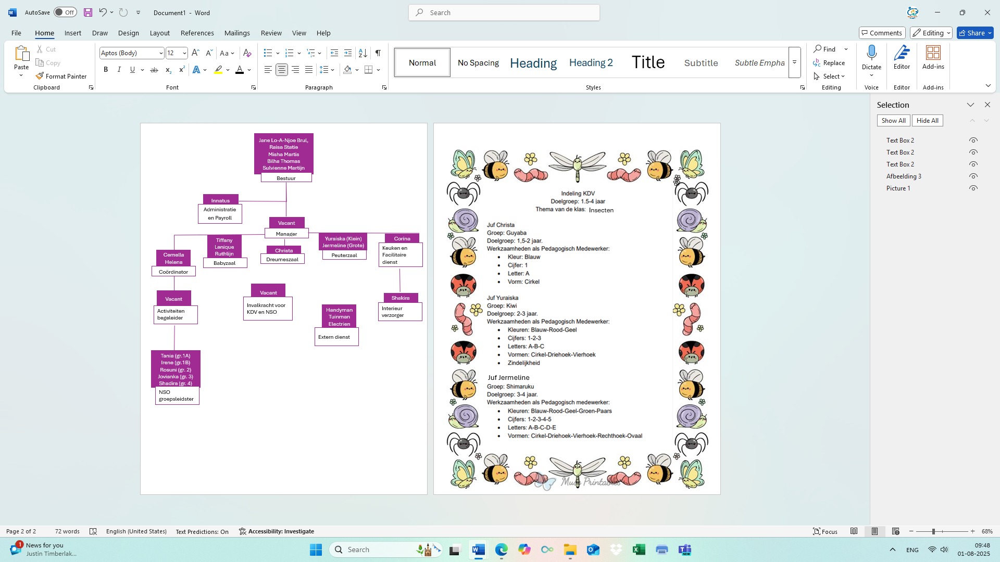 AutoSave Off Document1 - Word Search
File Home Insert Draw Design Layout References Mailings Review View Help Comments Editing Share
Paste Cut Copy Format Painter Clipboard
Aptos (Body) 12 Font
Paragraph
Normal No Spacing Heading Heading 2 Title Subtitle Subtle Empha Styles
Find Replace Select Editing
Dictate Voice
Editor Editor
Add-ins Add-ins
Selection
Show All Hide All
Text Box 2
Text Box 2
Text Box 2
Afbeelding 3
Picture 1
Jane Lo-A-Njoe Brul,
Raisa Statie
Misha Martis
Bilha Thomas
Sulvienne Martijn
Bestuur
Innatus
Administratie
en Payroll
Vacant
Manager
Cernella
Helena
Coördinator
Tiffany
Lenique
Ruthlijn
Babyzaal
Christa
Dreumeszaal
Yuraiska (Klein)
Jermeline (Grote)
Peuterzaal
Corina
Keuken en
Facilitaire
dienst
Vacant
Activiteiten
begeleider
Vacant
Invalkracht voor
KDV en NSO
Handyman
Tuinman
Electrien
Extern dienst
Shakira
Interieur
verzorger
Tania (gr.1A)
Irene (gr.1B)
Rosuni (gr. 2)
Jovianka (gr. 3)
Shadira (gr. 4)
NSO
groepsleidster
Indeling KDV
Doelgroep: 1.5-4 jaar
Thema van de klas: Insecten
Juf Christa
Groep: Guyaba
Doelgroep: 1,5-2 jaar.
Werkzaamheden als Pedagogisch Medewerker:
• Kleur: Blauw
• Cijfer: 1
• Letter: A
• Vorm: Cirkel
Juf Yuraiska
Groep: Kiwi
Doelgroep: 2-3 jaar.
Werkzaamheden als Pedagogisch Medewerker:
• Kleuren: Blauw-Rood-Geel
• Cijfers: 1-2-3
• Letters: A-B-C
• Vormen: Cirkel-Driehoek-Vierhoek
• Zindelijkheid
Juf Jermeline
Groep: Shimaruku
Doelgroep: 3-4 jaar.
Werkzaamheden als Pedagogisch medewerker:
• Kleuren: Blauw-Rood-Geel-Groen-Paars
• Cijfers: 1-2-3-4-5
• Letters: A-B-C-D-E
• Vormen: Cirkel-Driehoek-Vierhoek-Rechthoek-Ovaal
Muse Printables
Page 2 of 2 72 words English (United States) Text Predictions: On Accessibility: Investigate Focus 68%
1 News for you
Justin Timberlak...
Search
NEW
ENG
09:48
01-08-2025